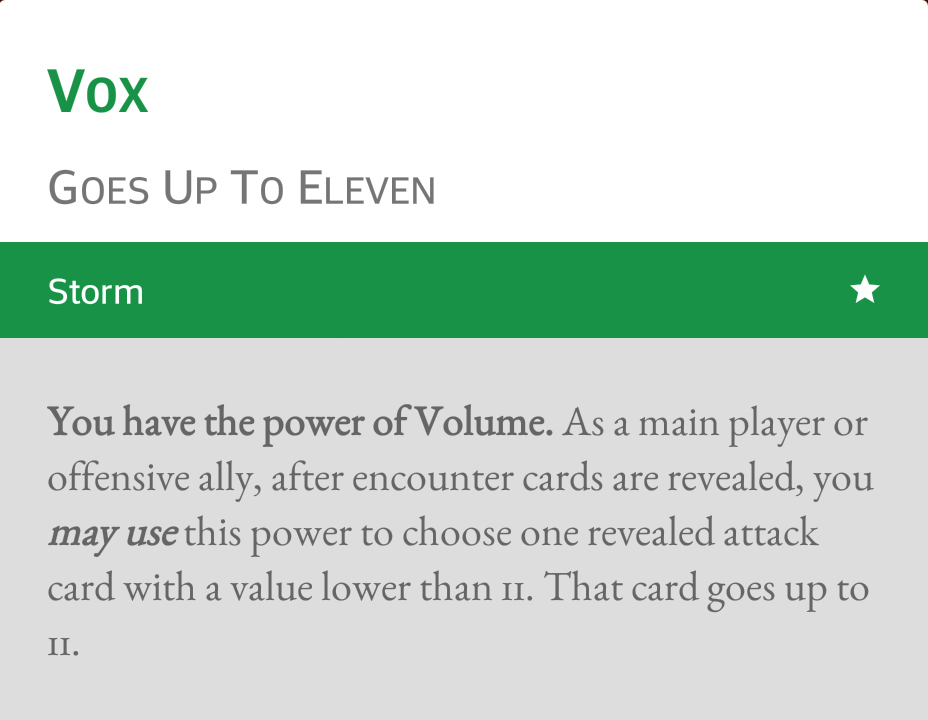 Vox
GOES UP TO ELEVEN
Storm
You have the power of Volume. As a main player or
offensive ally, after encounter cards are revealed, you
may use this power to choose one revealed attack
card with a value lower than 11. That card goes up to
11.